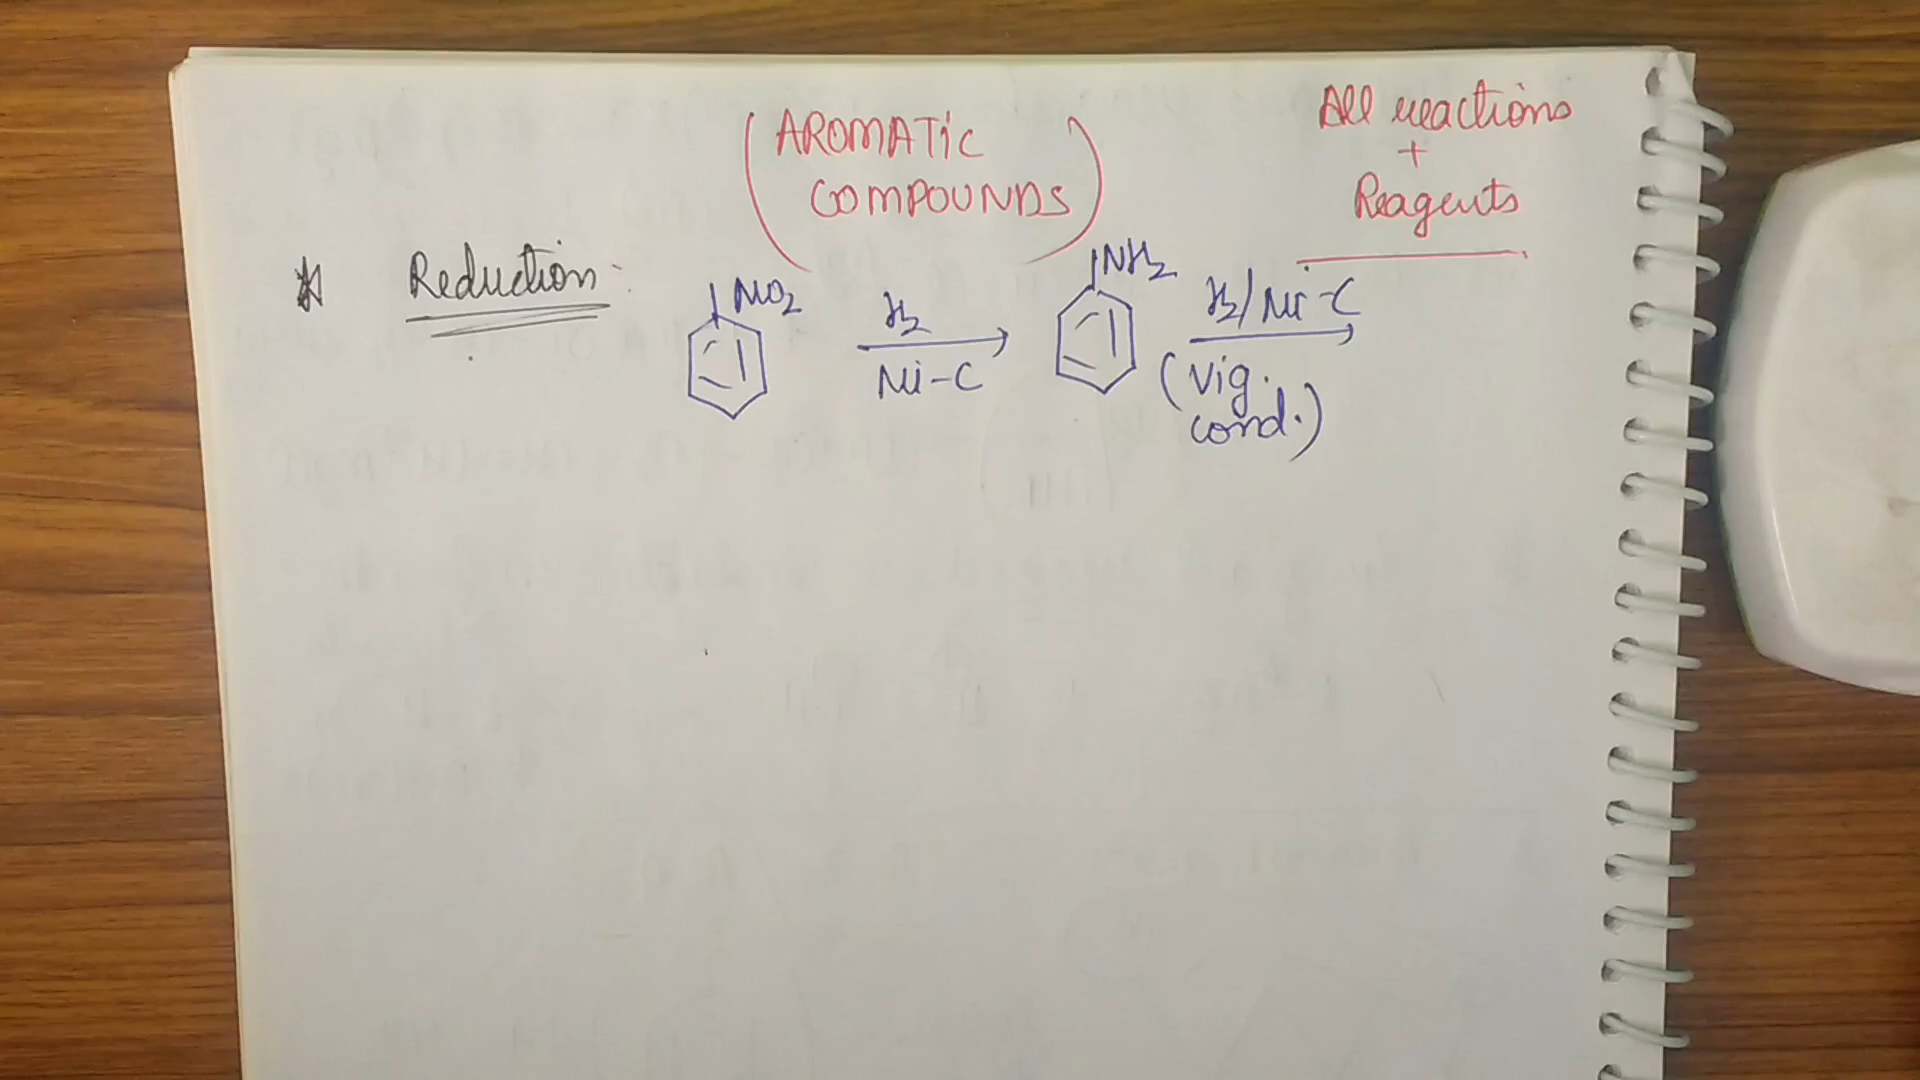 (AROMATIC
COMPOUNDS)
All reactions
+
Reagents
* Reduction:
NO2
H2
Ni-C
NH2
H2/Ni-C
(Vig.
cond.)